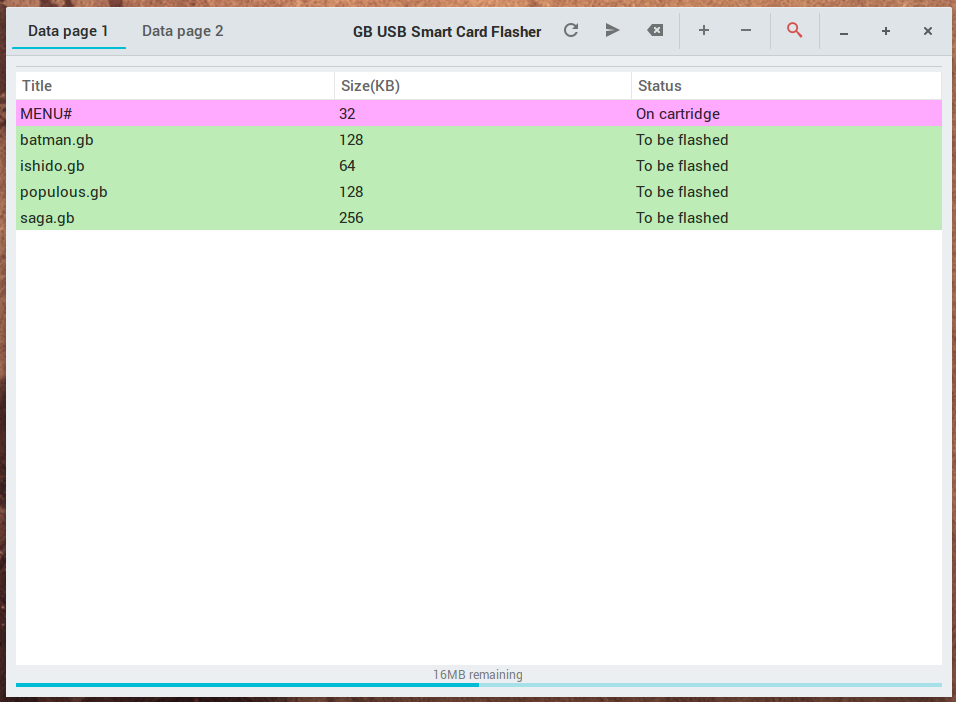 Data page 1 Data page 2 GB USB Smart Card Flasher
Title Size(KB) Status
MENU# 32 On cartridge
batman.gb 128 To be flashed
ishido.gb 64 To be flashed
populous.gb 128 To be flashed
saga.gb 256 To be flashed
16MB remaining